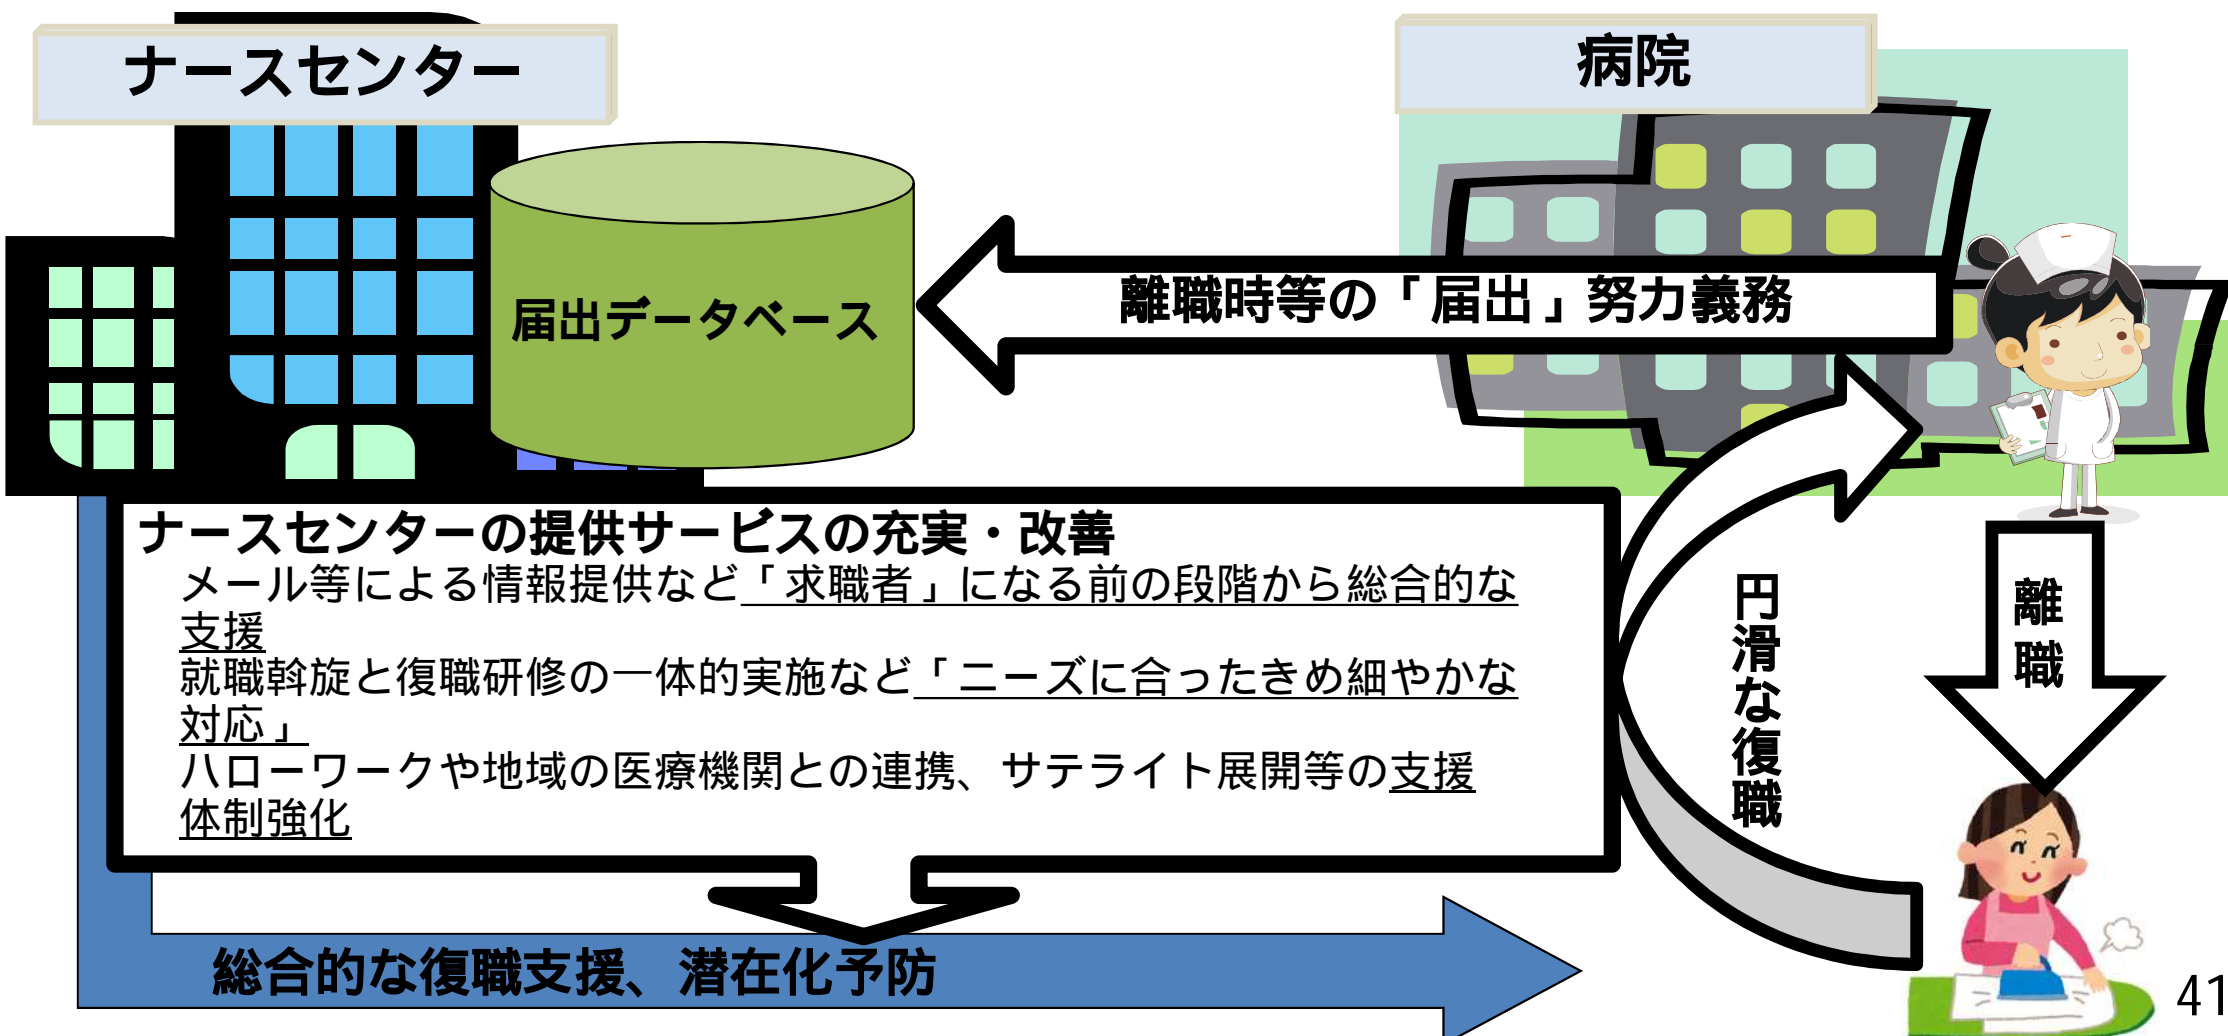 ナースセンター
病院
届出データベース
離職時等の「届出」努力義務
ナースセンターの提供サービスの充実・改善
メール等による情報提供など「求職者」になる前の段階から総合的な
支援
就職斡旋と復職研修の一体的実施など「ニーズに合ったきめ細やかな
対応」
ハローワークや地域の医療機関との連携、サテライト展開等の支援
体制強化
円滑な復職
離職
総合的な復職支援、潜在化予防
41